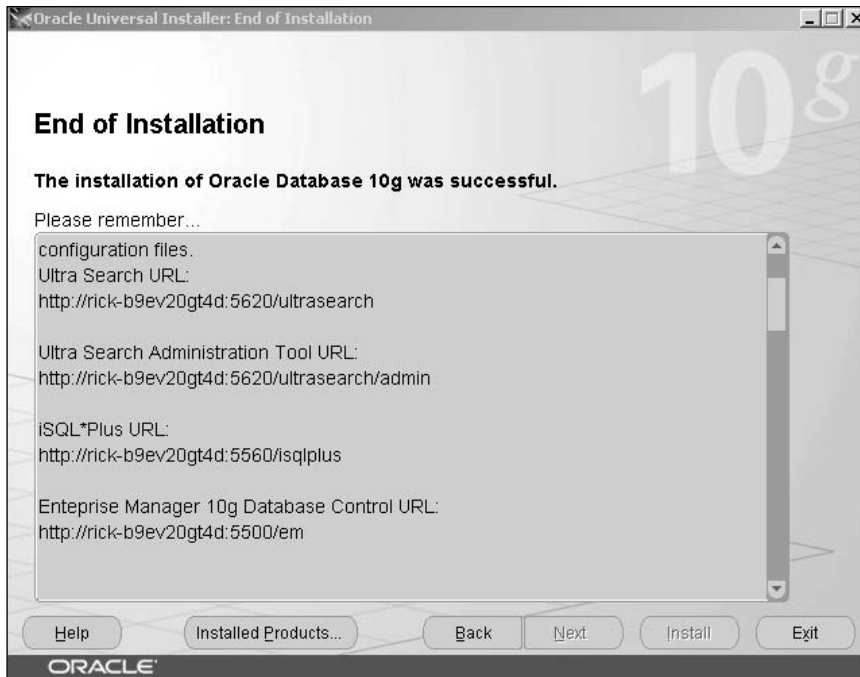 Oracle Universal Installer: End of Installation
10g
End of Installation
The installation of Oracle Database 10g was successful.
Please remember...
configuration files.
Ultra Search URL:
http://rick-b9ev20gt4d:5620/ultrasearch
Ultra Search Administration Tool URL:
http://rick-b9ev20gt4d:5620/ultrasearch/admin
iSQL*Plus URL:
http://rick-b9ev20gt4d:5560/isqlplus
Enteprise Manager 10g Database Control URL:
http://rick-b9ev20gt4d:5500/em
Help Installed Products... Back Next Install Exit
ORACLE